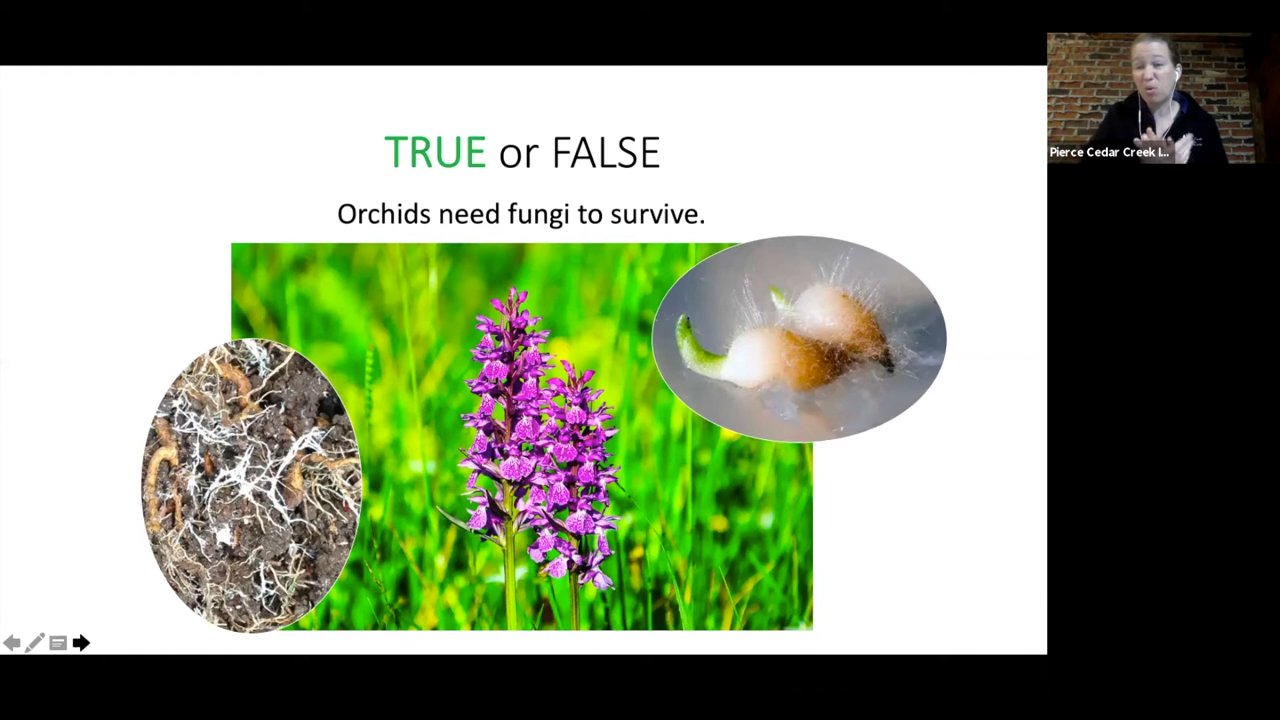 TRUE or FALSE
Orchids need fungi to survive.
Pierce Cedar Creek I...